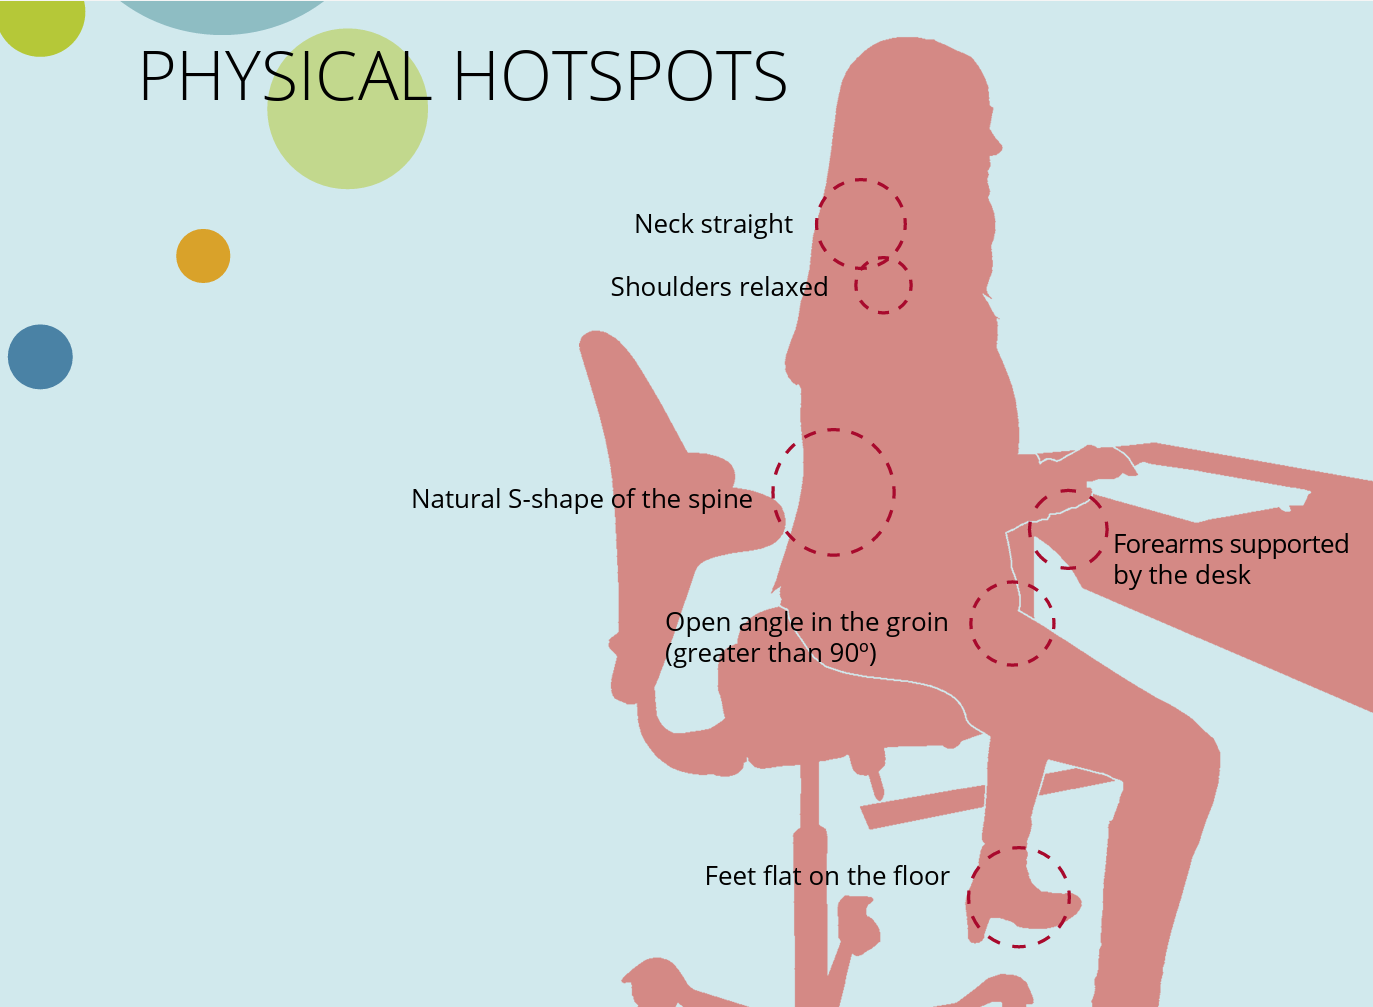 PHYSICAL HOTSPOTS
Neck straight
Shoulders relaxed
Natural S-shape of the spine
Forearms supported
by the desk
Open angle in the groin
(greater than 90º)
Feet flat on the floor